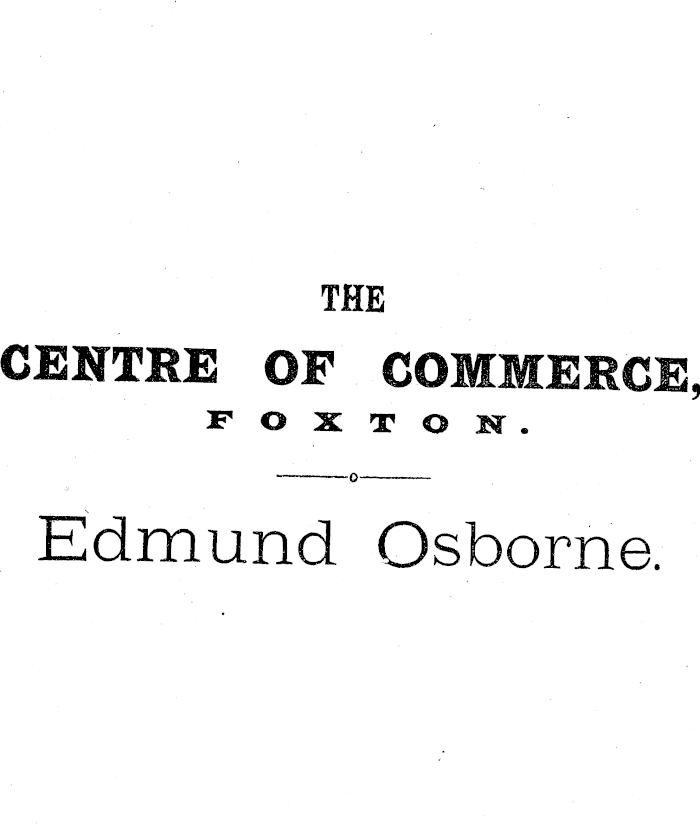 THE
CENTRE OF COMMERCE,
FOXTON.
Edmund Osborne.